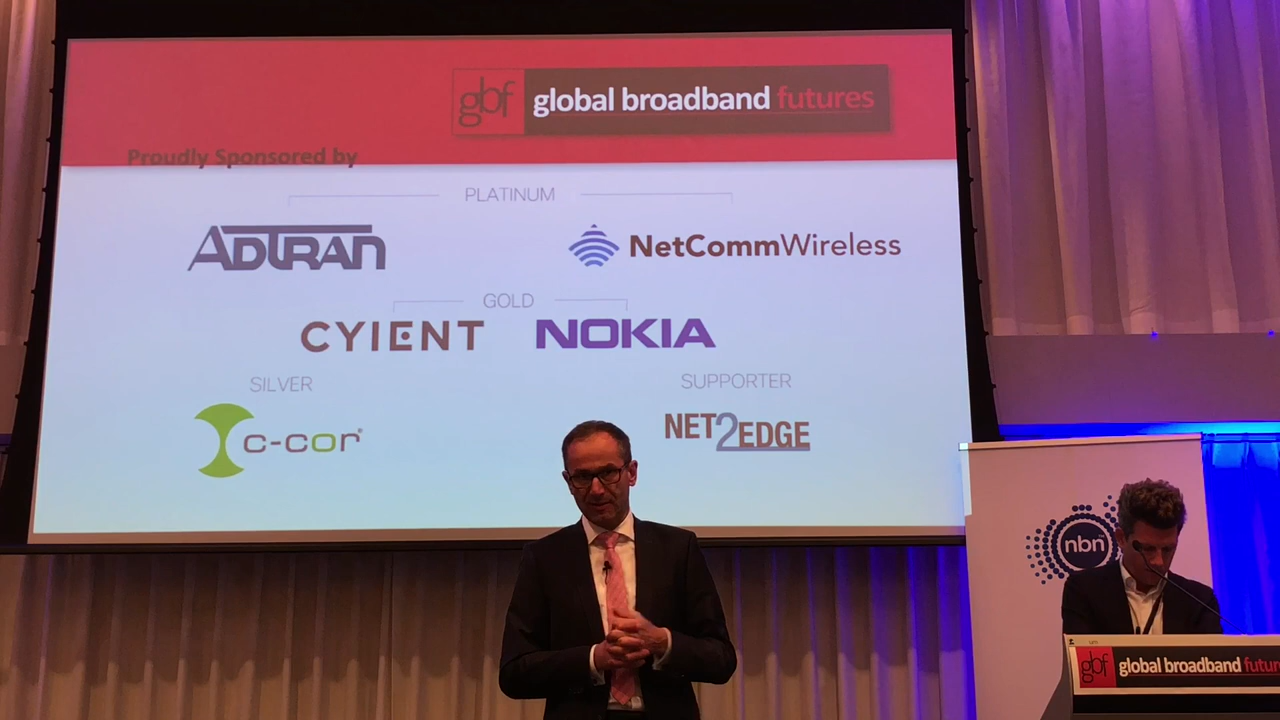 gbf global broadband futures
Proudly Sponsored by
PLATINUM
ADTRAN
NetCommWireless
GOLD
CYIENT
NOKIA
SILVER
SUPPORTER
c-cor®
NET2EDGE
nbn™
gbf global broadband futur